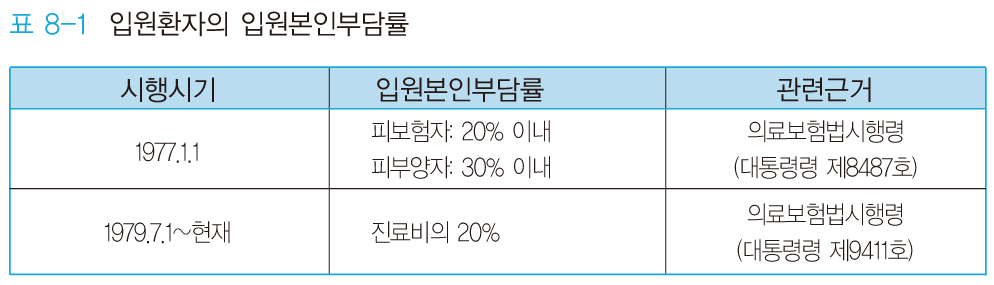 표 8-1 입원환자의 입원본인부담률
시행시기 입원본인부담률 관련근거
1977.1.1
피보험자: 20% 이내
피부양자: 30% 이내
의료보험법시행령
(대통령령 제8487호)
1979.7.1~현재
진료비의 20%
의료보험법시행령
(대통령령 제9411호)